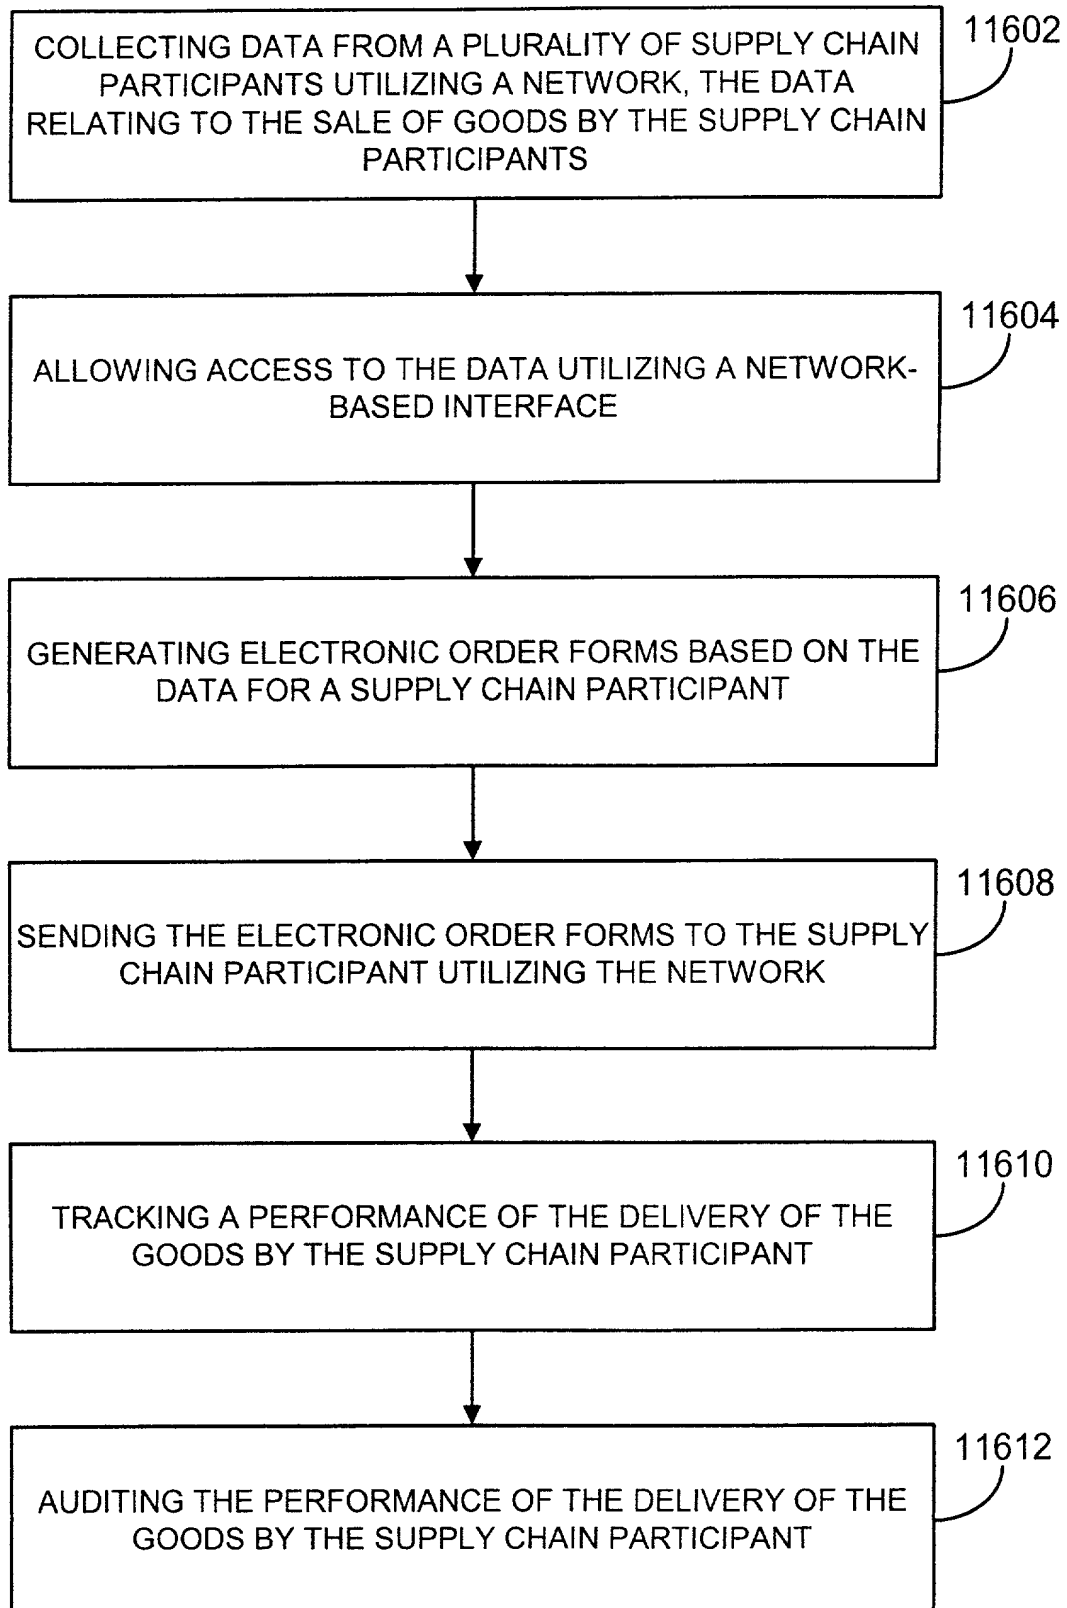 COLLECTING DATA FROM A PLURALITY OF SUPPLY CHAIN
PARTICIPANTS UTILIZING A NETWORK, THE DATA
RELATING TO THE SALE OF GOODS BY THE SUPPLY CHAIN
PARTICIPANTS
11602
ALLOWING ACCESS TO THE DATA UTILIZING A NETWORK-
BASED INTERFACE
11604
GENERATING ELECTRONIC ORDER FORMS BASED ON THE
DATA FOR A SUPPLY CHAIN PARTICIPANT
11606
SENDING THE ELECTRONIC ORDER FORMS TO THE SUPPLY
CHAIN PARTICIPANT UTILIZING THE NETWORK
11608
TRACKING A PERFORMANCE OF THE DELIVERY OF THE
GOODS BY THE SUPPLY CHAIN PARTICIPANT
11610
AUDITING THE PERFORMANCE OF THE DELIVERY OF THE
GOODS BY THE SUPPLY CHAIN PARTICIPANT
11612